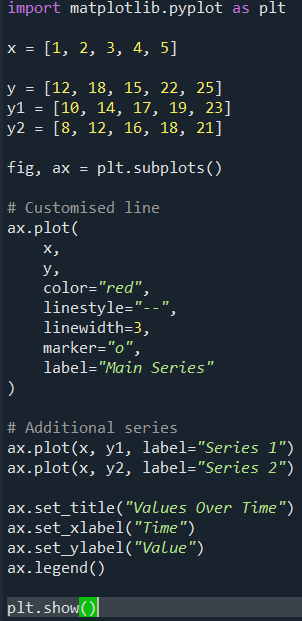 import matplotlib.pyplot as plt
x = [1, 2, 3, 4, 5]
y = [12, 18, 15, 22, 25]
y1 = [10, 14, 17, 19, 23]
y2 = [8, 12, 16, 18, 21]
fig, ax = plt.subplots()
# Customised line
ax.plot(
    x,
    y,
    color="red",
    linestyle="--",
    linewidth=3,
    marker="o",
    label="Main Series"
)
# Additional series
ax.plot(x, y1, label="Series 1")
ax.plot(x, y2, label="Series 2")
ax.set_title("Values Over Time")
ax.set_xlabel("Time")
ax.set_ylabel("Value")
ax.legend()
plt.show()